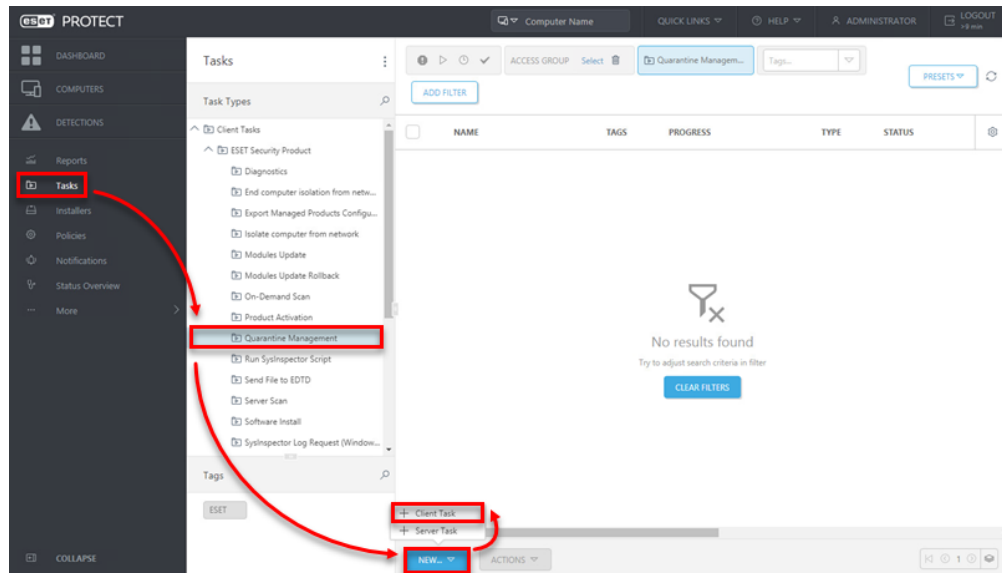 eset PROTECT
Computer Name
QUICK LINKS
HELP
ADMINISTRATOR
LOGOUT
>9 min
DASHBOARD
COMPUTERS
DETECTIONS
Reports
Tasks
Installers
Policies
Notifications
Status Overview
More
COLLAPSE
Tasks
Task Types
Client Tasks
ESET Security Product
Diagnostics
End computer isolation from netw...
Export Managed Products Configu...
Isolate computer from network
Modules Update
Modules Update Rollback
On-Demand Scan
Product Activation
Quarantine Management
Run SysInspector Script
Send File to EDTD
Server Scan
Software Install
SysInspector Log Request (Window...
Tags
ESET
ACCESS GROUP Select
Quarantine Managem...
Tags...
PRESETS
ADD FILTER
NAME TAGS PROGRESS TYPE STATUS
No results found
Try to adjust search criteria in filter
CLEAR FILTERS
+ Client Task
+ Server Task
NEW...
ACTIONS
1